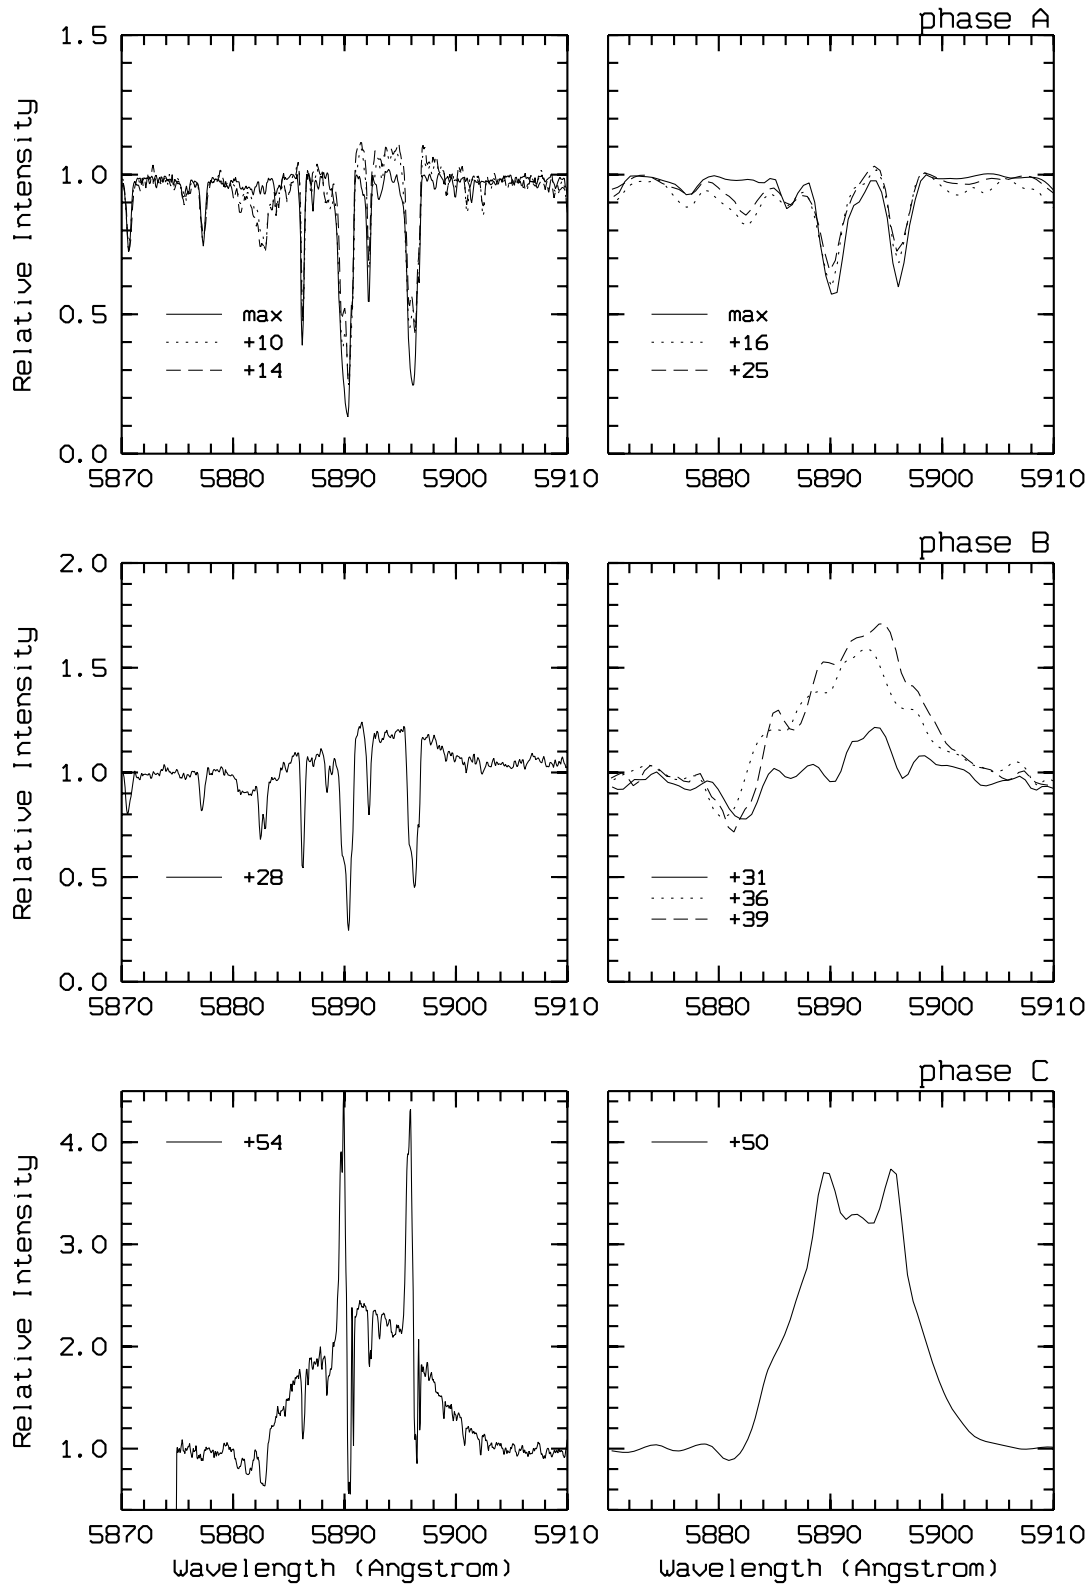 phase A
1.5
1.0
0.5
0.0
Relative Intensity
max
+10
+14
5870 5880 5890 5900 5910
max
+16
+25
5880 5890 5900 5910
phase B
2.0
1.5
1.0
0.5
0.0
Relative Intensity
+28
5870 5880 5890 5900 5910
+31
+36
+39
5880 5890 5900 5910
phase C
4.0
3.0
2.0
1.0
Relative Intensity
+54
5870 5880 5890 5900 5910
Wavelength (Angstrom)
+50
5880 5890 5900 5910
Wavelength (Angstrom)